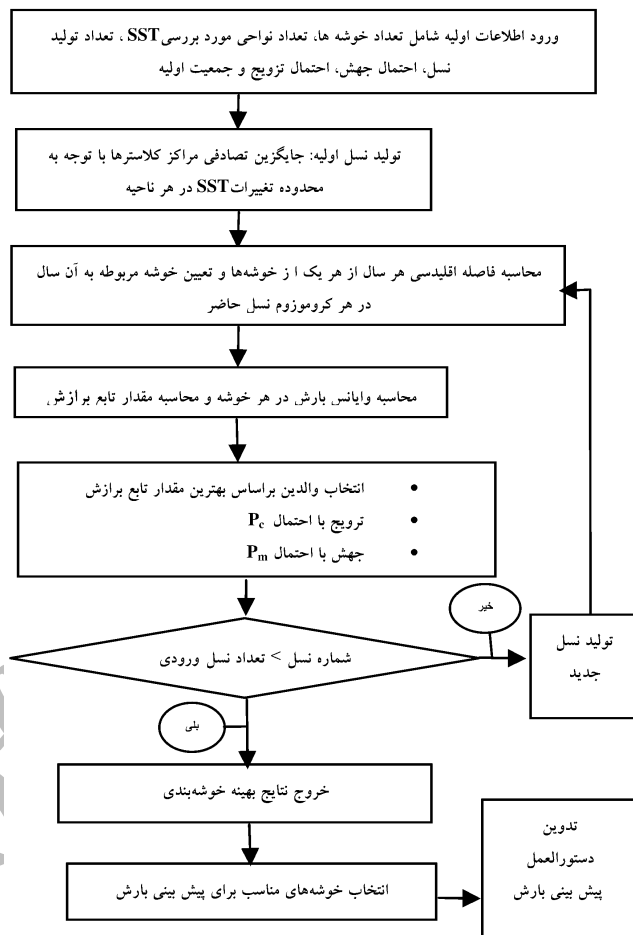 ورود اطلاعات اولیه شامل تعداد خوشه ها، تعداد نواحی مورد بررسی SST ، تعداد تولید
نسل، احتمال جهش، احتمال تزویج و جمعیت اولیه
تولید نسل اولیه: جایگزین تصادفی مراکز کلاسترها با توجه به
محدوده تغییرات SST در هر ناحیه
محاسبه فاصله اقلیدسی هر سال از هر یک ا ز خوشه‌ها و تعیین خوشه مربوطه به آن سال
در هر کروموزوم نسل حاضر
محاسبه وایانس بارش در هر خوشه و محاسبه مقدار تابع برازش
• انتخاب والدین براساس بهترین مقدار تابع برازش
• ترویج با احتمال Pc
• جهش با احتمال Pm
خیر
تولید نسل
جدید
شماره نسل > تعداد نسل ورودی
بلی
خروج نتایج بهینه خوشه‌بندی
تدوین
دستورالعمل
پیش بینی بارش
انتخاب خوشه‌های مناسب برای پیش بینی بارش